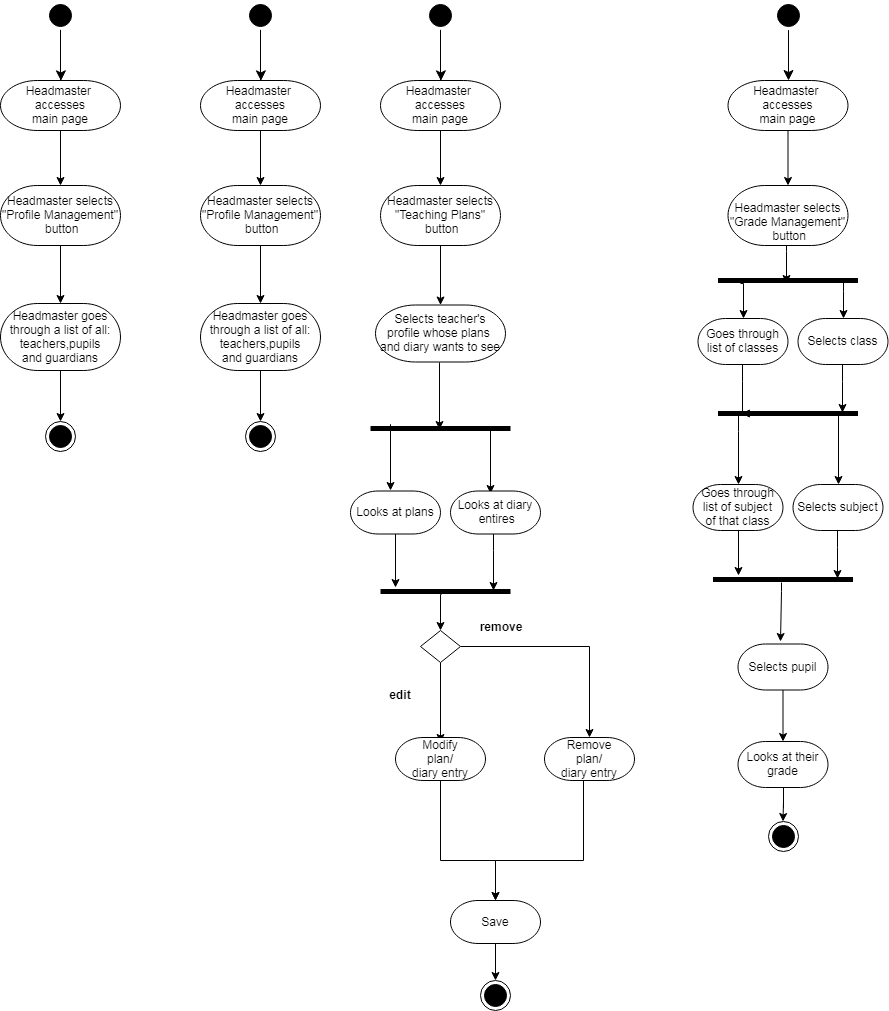 Headmaster
accesses
main page
Headmaster selects
"Profile Management"
button
Headmaster goes
through a list of all:
teachers,pupils
and guardians
Headmaster
accesses
main page
Headmaster selects
"Profile Management"
button
Headmaster goes
through a list of all:
teachers,pupils
and guardians
Headmaster
accesses
main page
Headmaster selects
"Teaching Plans"
button
Selects teacher's
profile whose plans
and diary wants to see
Looks at plans
Looks at diary
entires
remove
edit
Modify
plan/
diary entry
Remove
plan/
diary entry
Save
Headmaster
accesses
main page
Headmaster selects
"Grade Management"
button
Goes through
list of classes
Selects class
Goes through
list of subject
of that class
Selects subject
Selects pupil
Looks at their
grade